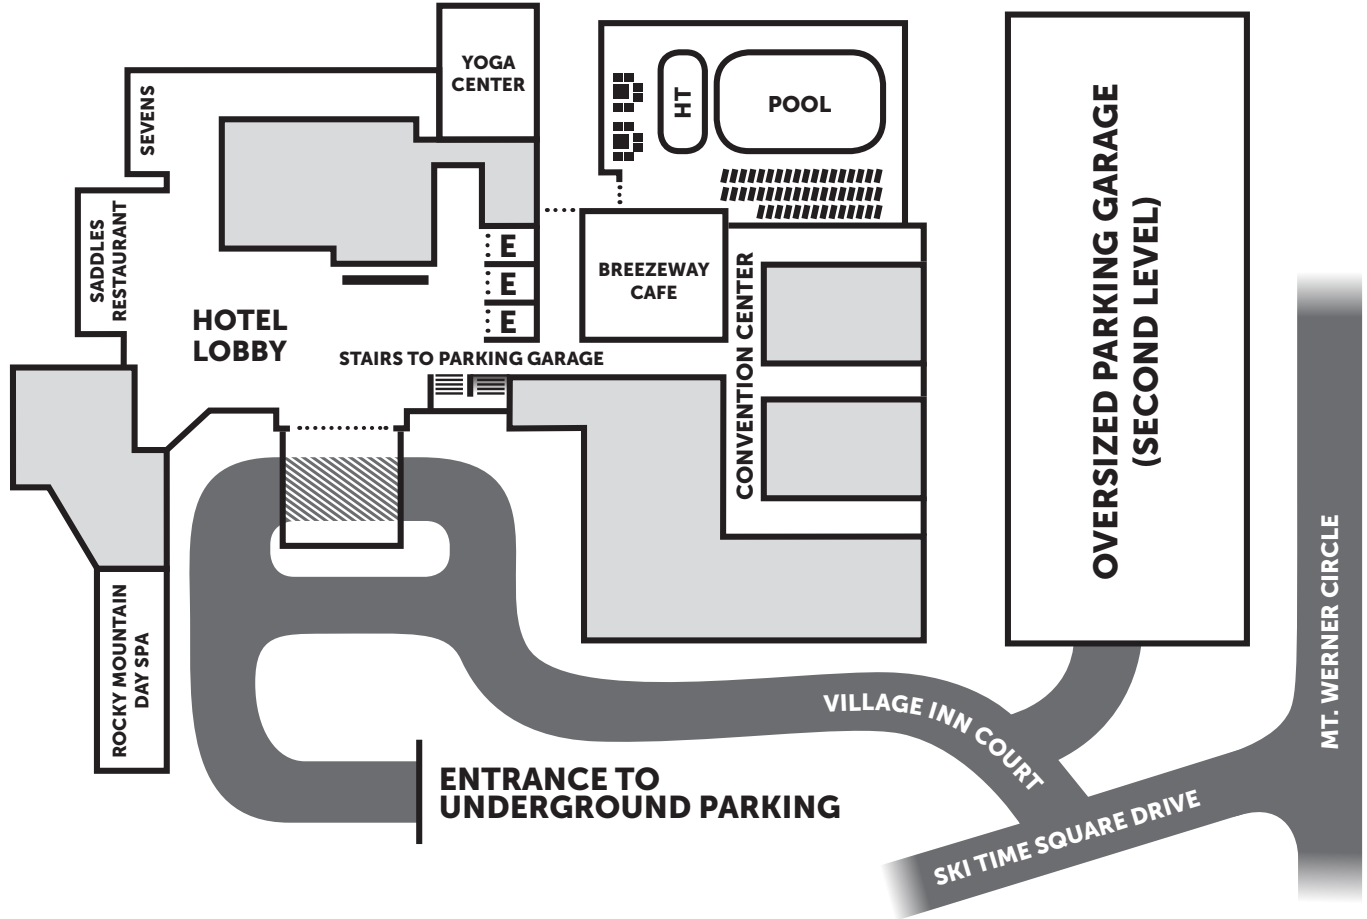 YOGA
CENTER
SEVENS
HT
POOL
SADDLES
RESTAURANT
E
E
E
BREEZEWAY
CAFE
HOTEL
LOBBY
STAIRS TO PARKING GARAGE
CONVENTION CENTER
OVERSIZED PARKING GARAGE
(SECOND LEVEL)
ROCKY MOUNTAIN
DAY SPA
ENTRANCE TO
UNDERGROUND PARKING
VILLAGE INN COURT
SKI TIME SQUARE DRIVE
MT. WERNER CIRCLE